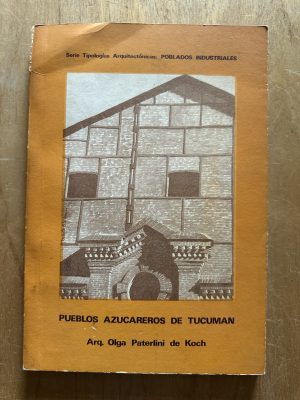 Serie Tipologías Arquitectónicas: POBLADOS INDUSTRIALES
PUEBLOS AZUCAREROS DE TUCUMAN
Arq. Olga Paterlini de Koch